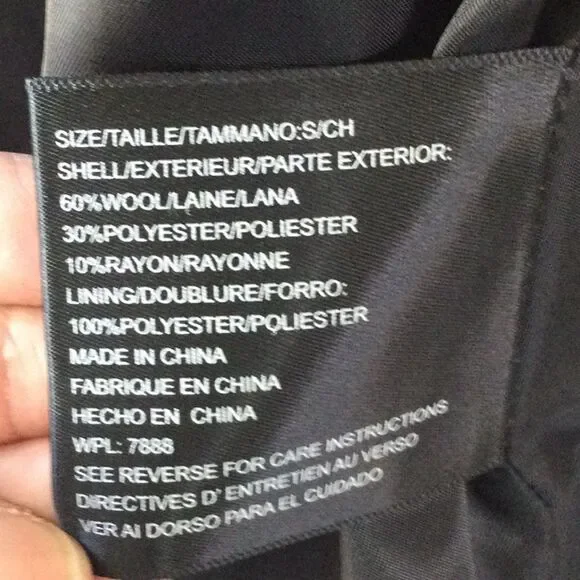 SIZE/TAILLE/TAMMANO:S/CH
SHELL/EXTERIEUR/PARTE EXTERIOR:
60%WOOL/LAINE/LANA
30%POLYESTER/POLIESTER
10%RAYON/RAYONNE
LINING/DOUBLURE/FORRO:
100%POLYESTER/POLIESTER
MADE IN CHINA
FABRIQUE EN CHINA
HECHO EN CHINA
WPL: 7888
SEE REVERSE FOR CARE INSTRUCTIONS
DIRECTIVES D' ENTRETIEN AU VERSO
VER AI DORSO PARA EL CUIDADO